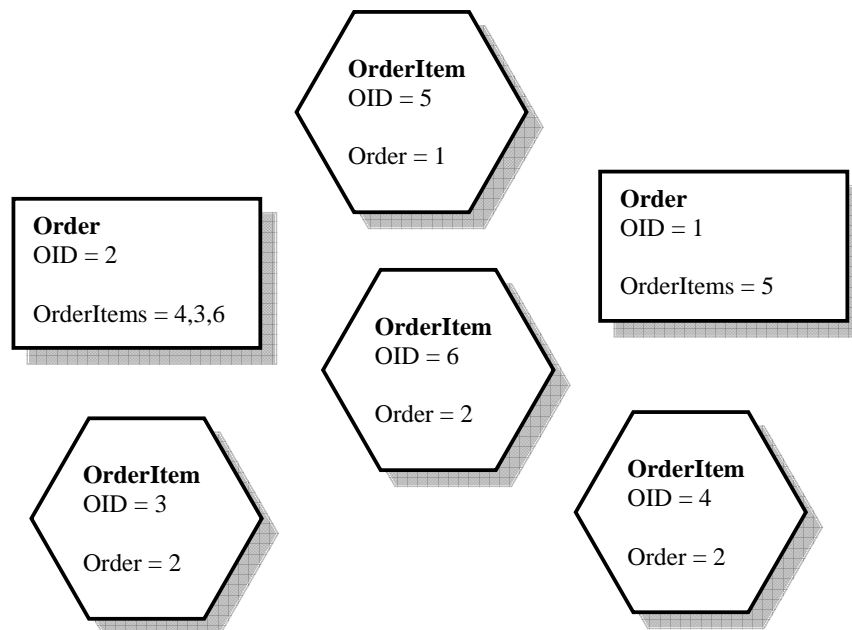 OrderItem
OID = 5
Order = 1
Order
OID = 2
OrderItems = 4,3,6
Order
OID = 1
OrderItems = 5
OrderItem
OID = 6
Order = 2
OrderItem
OID = 3
Order = 2
OrderItem
OID = 4
Order = 2